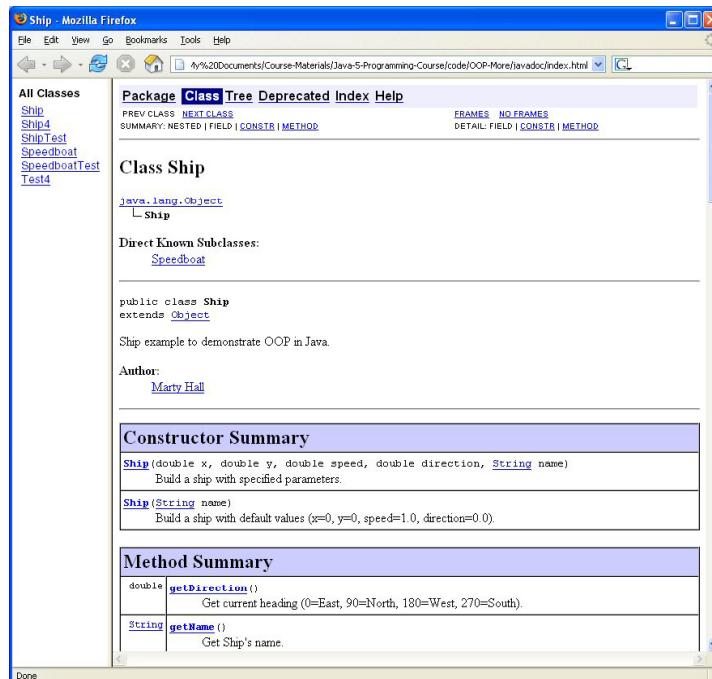 Ship - Mozilla Firefox
File Edit View Go Bookmarks Tools Help
4y%20Documents/Course-Materials/Java-5-Programming-Course/code/OOP-More/javadoc/index.html
G
All Classes
Ship
Ship4
ShipTest
Speedboat
SpeedboatTest
Test4
Package Class Tree Deprecated Index Help
PREV CLASS NEXT CLASS FRAMES NO FRAMES
SUMMARY: NESTED | FIELD | CONSTR | METHOD DETAIL: FIELD | CONSTR | METHOD
Class Ship
java.lang.Object
Ship
Direct Known Subclasses:
Speedboat
public class Ship
extends Object
Ship example to demonstrate OOP in Java.
Author:
Marty Hall
Constructor Summary
Ship(double x, double y, double speed, double direction, String name)
Build a ship with specified parameters.
Ship(String name)
Build a ship with default values (x=0, y=0, speed=1.0, direction=0.0).
Method Summary
double getDirection()
Get current heading (0=East, 90=North, 180=West, 270=South).
String getName()
Get Ship's name.
Done